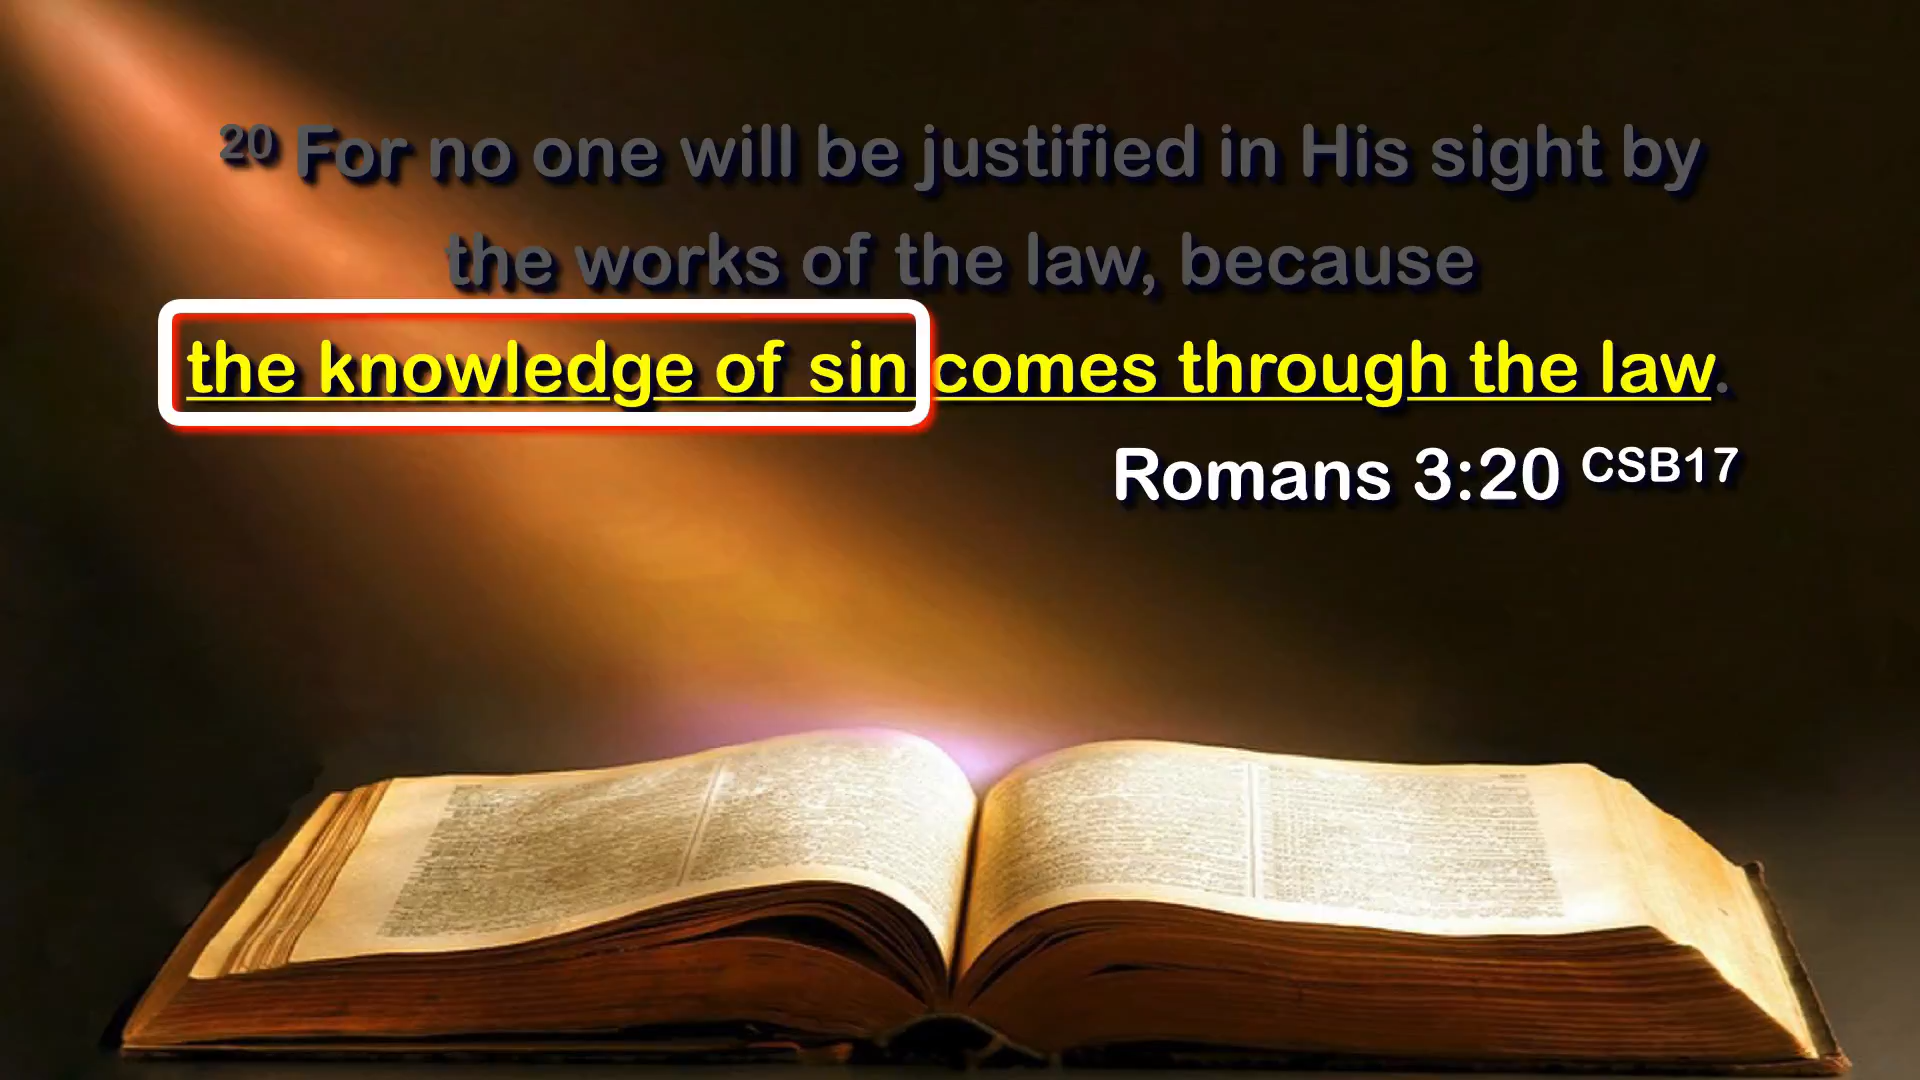 20 For no one will be justified in His sight by
the works of the law, because
the knowledge of sin comes through the law.
Romans 3:20 CSB17